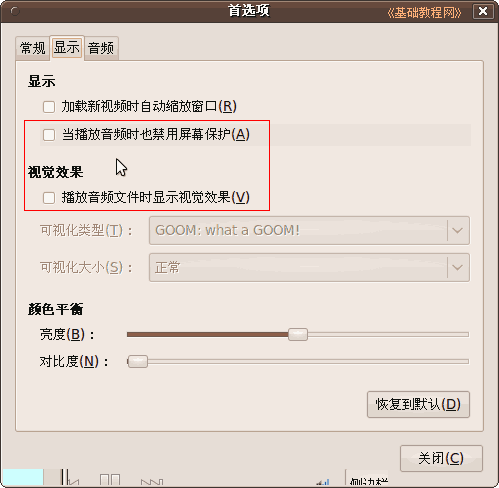 首选项 《基础教程网》
常规 显示 音频
显示
加载新视频时自动缩放窗口(R)
当播放音频时也禁用屏幕保护(A)
视觉效果
播放音频文件时显示视觉效果(V)
可视化类型(T)： GOOM: what a GOOM!
可视化大小(S)： 正常
颜色平衡
亮度(B)：
对比度(N)：
恢复到默认(D)
关闭(C)
侧边栏